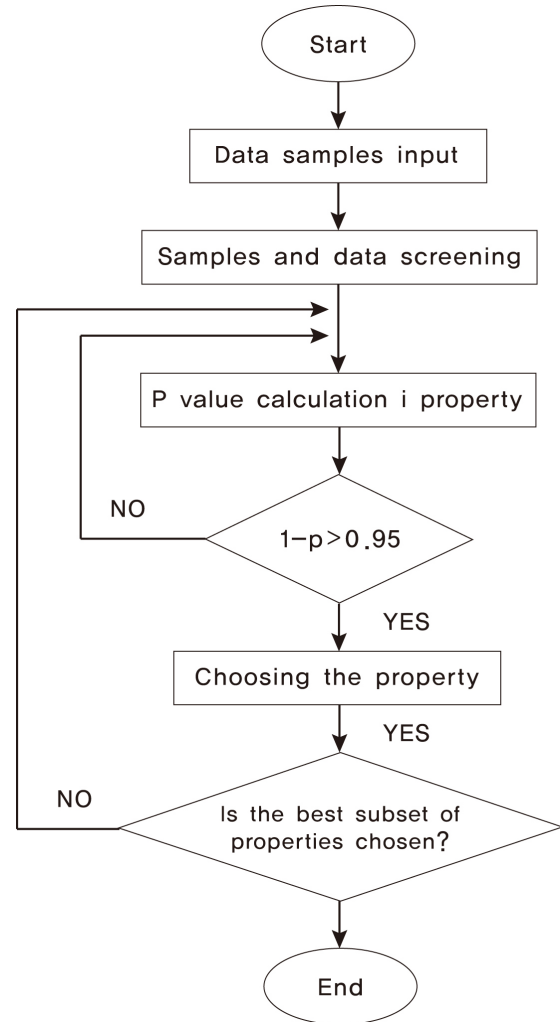 Start
Data samples input
Samples and data screening
P value calculation i property
NO
1-p>0.95
YES
Choosing the property
YES
NO
Is the best subset of
properties chosen?
End